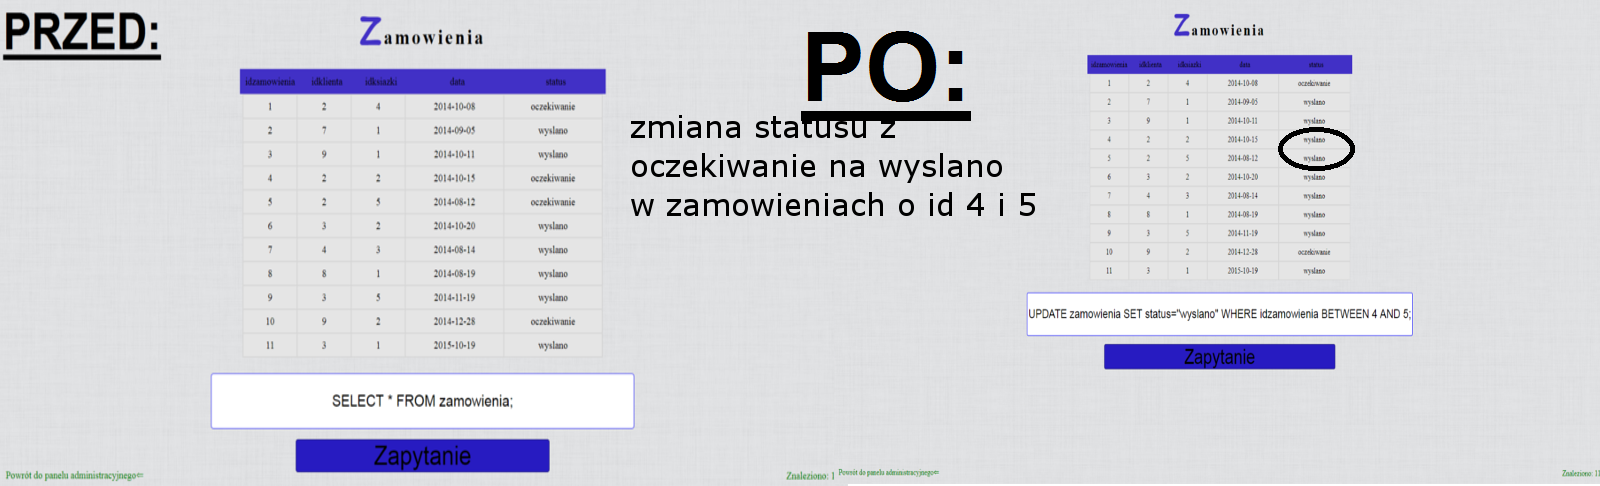 PRZED:
Zamowienia
idzamowienia idklienta idksiazki data status
1 2 4 2014-10-08 oczekiwanie
2 7 1 2014-09-05 wyslano
3 9 1 2014-10-11 wyslano
4 2 2 2014-10-15 oczekiwanie
5 2 5 2014-08-12 oczekiwanie
6 3 2 2014-10-20 wyslano
7 4 3 2014-08-14 wyslano
8 8 1 2014-08-19 wyslano
9 3 5 2014-11-19 wyslano
10 9 2 2014-12-28 oczekiwanie
11 3 1 2015-10-19 wyslano
SELECT * FROM zamowienia;
Zapytanie
Powrót do panelu administracyjnego⇐
Znaleziono: 1
PO:
zmiana statusu z
oczekiwanie na wyslano
w zamowieniach o id 4 i 5
Zamowienia
idzamowienia idklienta idksiazki data status
1 2 4 2014-10-08 oczekiwanie
2 7 1 2014-09-05 wyslano
3 9 1 2014-10-11 wyslano
4 2 2 2014-10-15 wyslano
5 2 5 2014-08-12 wyslano
6 3 2 2014-10-20 wyslano
7 4 3 2014-08-14 wyslano
8 8 1 2014-08-19 wyslano
9 3 5 2014-11-19 wyslano
10 9 2 2014-12-28 oczekiwanie
11 3 1 2015-10-19 wyslano
UPDATE zamowienia SET status="wyslano" WHERE idzamowienia BETWEEN 4 AND 5;
Zapytanie
Powrót do panelu administracyjnego⇐
Znaleziono: 11